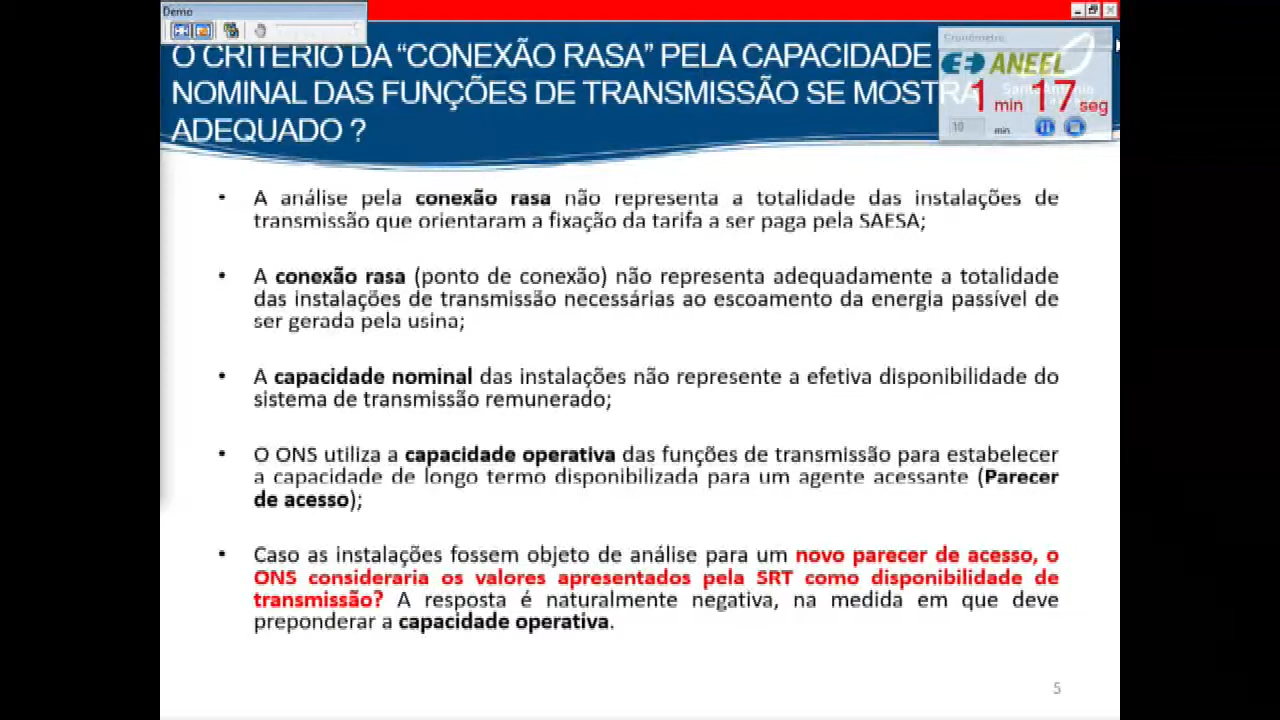 Demo
Cronômetro
O CRITÉRIO DA “CONEXÃO RASA” PELA CAPACIDADE
ANEEL
NOMINAL DAS FUNÇÕES DE TRANSMISSÃO SE MOSTRA
1 min 17 seg
ADEQUADO ?
10 min.
• A análise pela conexão rasa não representa a totalidade das instalações de
transmissão que orientaram a fixação da tarifa a ser paga pela SAESA;
• A conexão rasa (ponto de conexão) não representa adequadamente a totalidade
das instalações de transmissão necessárias ao escoamento da energia passível de
ser gerada pela usina;
• A capacidade nominal das instalações não represente a efetiva disponibilidade do
sistema de transmissão remunerado;
• O ONS utiliza a capacidade operativa das funções de transmissão para estabelecer
a capacidade de longo termo disponibilizada para um agente acessante (Parecer
de acesso);
• Caso as instalações fossem objeto de análise para um novo parecer de acesso, o
ONS consideraria os valores apresentados pela SRT como disponibilidade de
transmissão? A resposta é naturalmente negativa, na medida em que deve
preponderar a capacidade operativa.
5